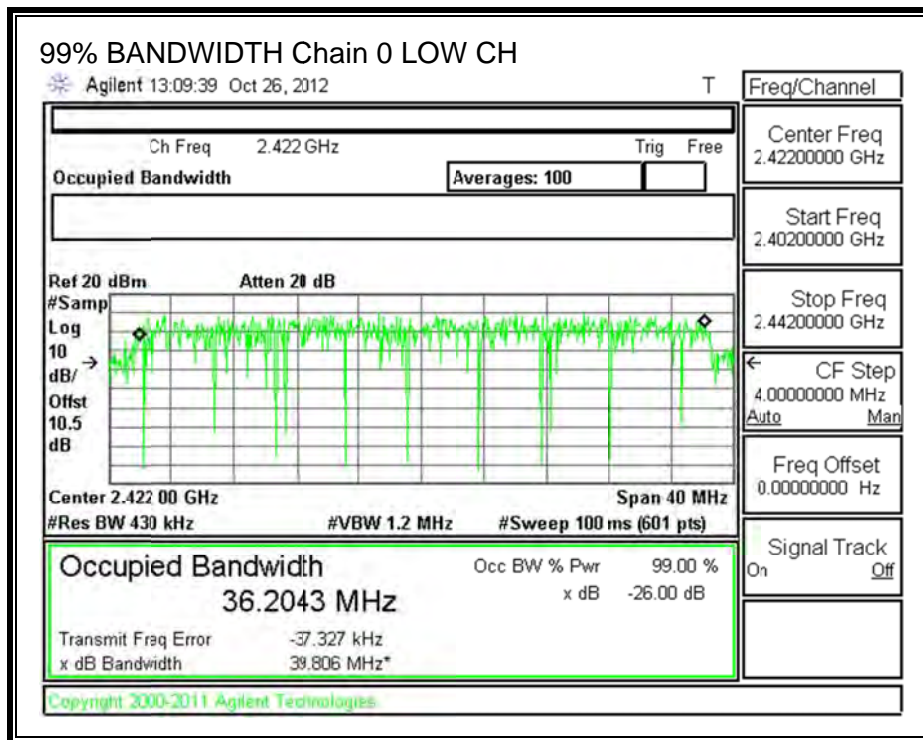 99% BANDWIDTH Chain 0 LOW CH
Agilent 13:09:39 Oct 26, 2012 T
Freq/Channel
Ch Freq 2.422 GHz Trig Free
Occupied Bandwidth Averages: 100
Ref 20 dBm Atten 20 dB
#Samp
Log
10
dB/
Offst
10.5
dB
Center 2.422 00 GHz Span 40 MHz
#Res BW 430 kHz #VBW 1.2 MHz #Sweep 100 ms (601 pts)
Occupied Bandwidth
36.2043 MHz
Occ BW % Pwr 99.00 %
x dB -26.00 dB
Transmit Freq Error -37.327 kHz
x dB Bandwidth 39.806 MHz*
Copyright 2000-2011 Agilent Technologies
Center Freq
2.42200000 GHz
Start Freq
2.40200000 GHz
Stop Freq
2.44200000 GHz
CF Step
4.00000000 MHz
Auto Man
Freq Offset
0.00000000 Hz
Signal Track
On Off